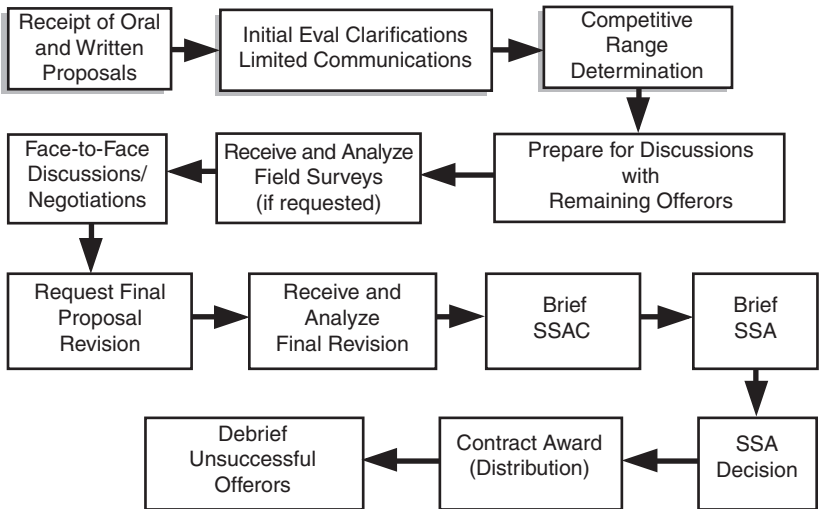 Receipt of Oral
and Written
Proposals
Initial Eval Clarifications
Limited Communications
Competitive
Range
Determination
Prepare for Discussions
with
Remaining Offerors
Receive and Analyze
Field Surveys
(if requested)
Face-to-Face
Discussions/
Negotiations
Request Final
Proposal
Revision
Receive and
Analyze
Final Revision
Brief
SSAC
Brief
SSA
SSA
Decision
Contract Award
(Distribution)
Debrief
Unsuccessful
Offerors